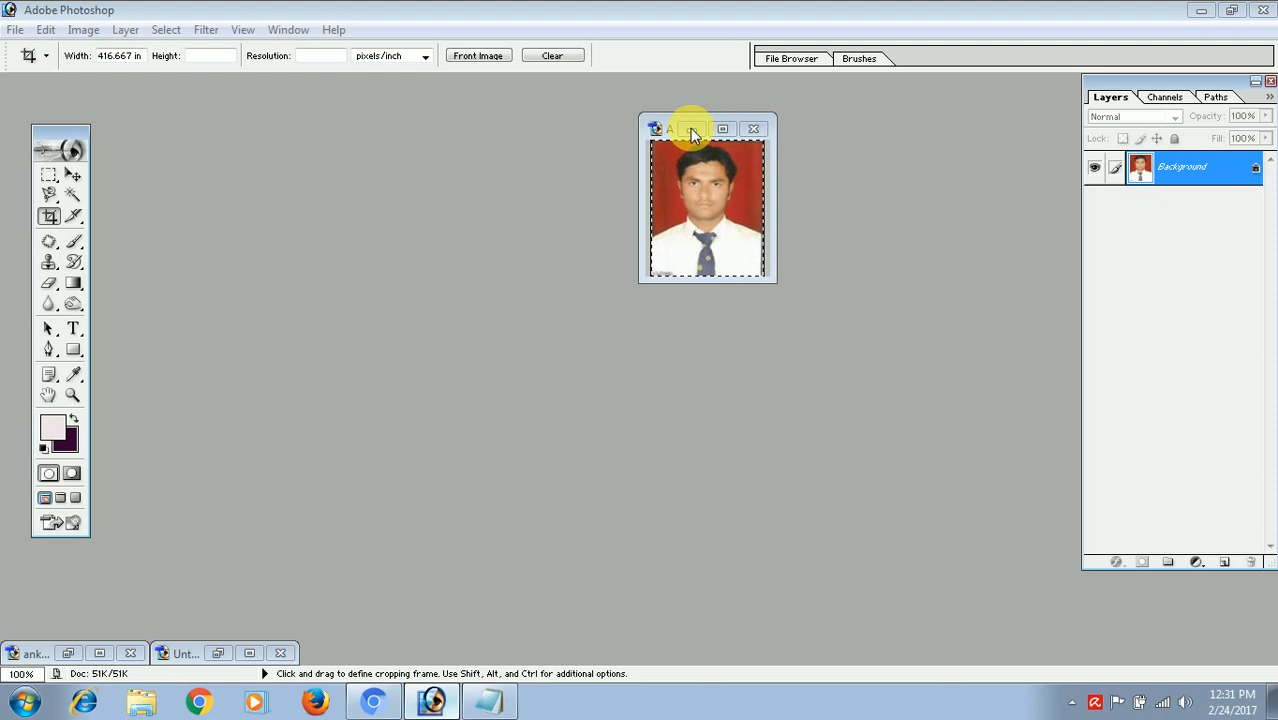 Adobe Photoshop
File Edit Image Layer Select Filter View Window Help
Width: 416.667 in Height: Resolution: pixels/inch Front Image Clear File Browser Brushes
Layers Channels Paths
A
Normal Opacity: 100%
Lock: Fill: 100%
Background
T
ank... Unt...
100% Doc: 51K/51K Click and drag to define cropping frame. Use Shift, Alt, and Ctrl for additional options.
12:31 PM
2/24/2017